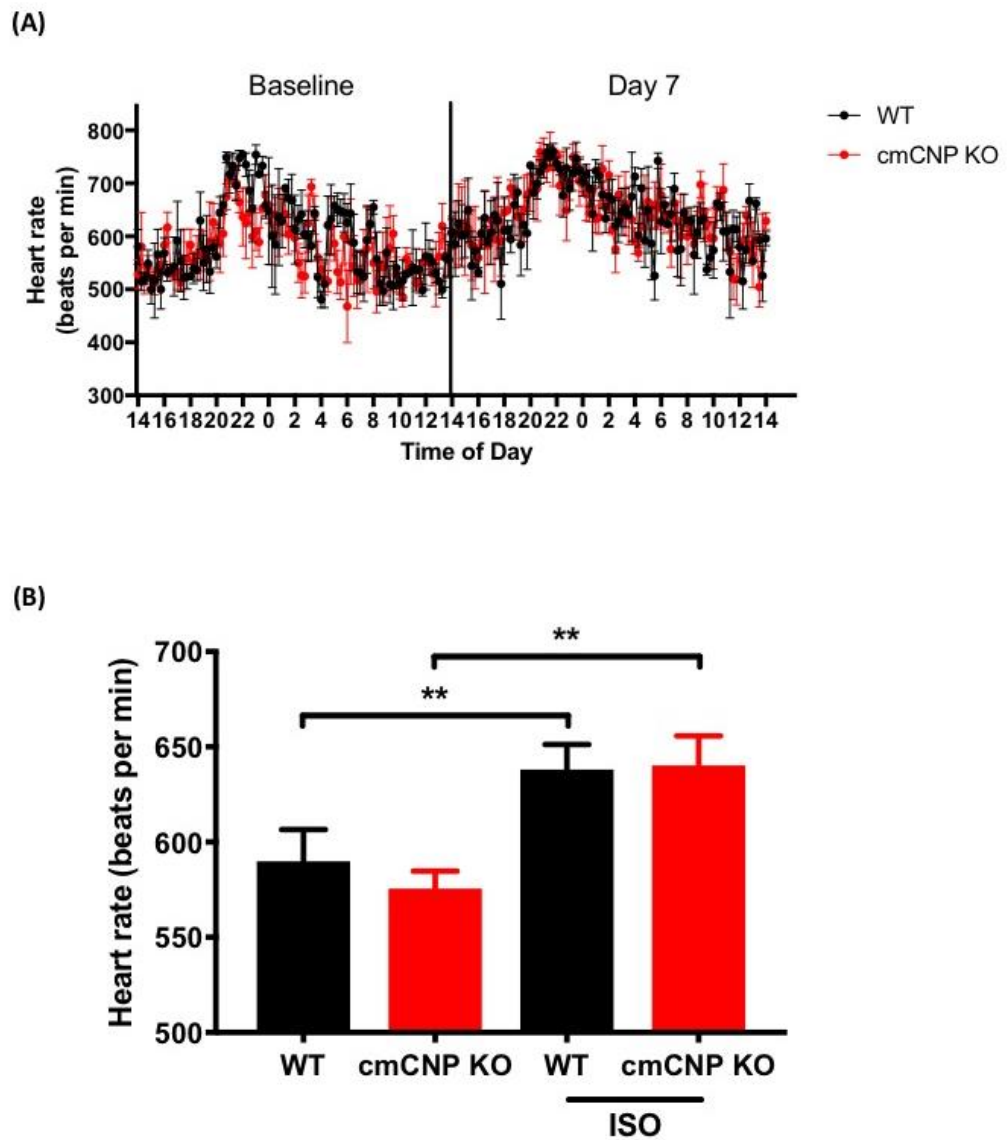 (A)
Baseline
Day 7
WT
cmCNP KO
Heart rate
(beats per min)
800
700
600
500
400
300
14 16 18 20 22 0 2 4 6 8 10 12 14 14 16 18 20 22 0 2 4 6 8 10 12 14
Time of Day
(B)
Heart rate (beats per min)
700
650
600
550
500
**
**
WT cmCNP KO WT cmCNP KO
ISO